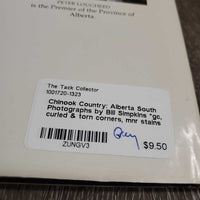 PETER LOUGHEED
is the Premier of the Province of
Alberta.
The Tack Collector
1001720-1323
Chinook Country: Alberta South
Photographs by Bill Simpkins *gc,
curled & torn corners, mnr stains
ZUNGV3
$9.50